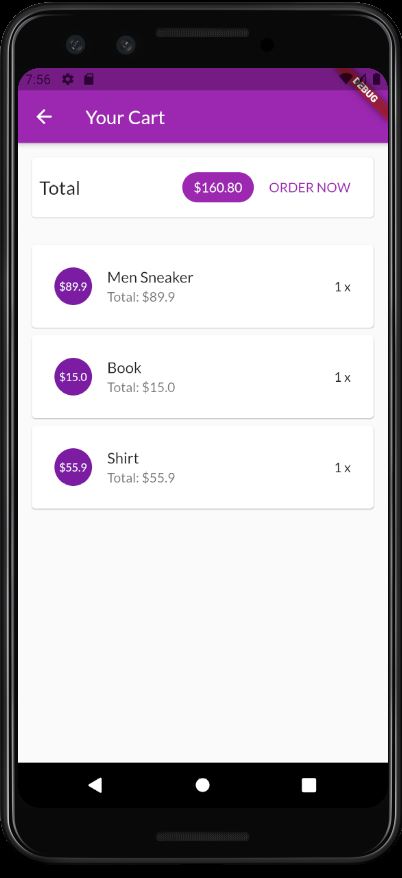 7:56
DEBUG
Your Cart
Total
$160.80
ORDER NOW
$89.9
Men Sneaker
Total: $89.9
1 x
$15.0
Book
Total: $15.0
1 x
$55.9
Shirt
Total: $55.9
1 x